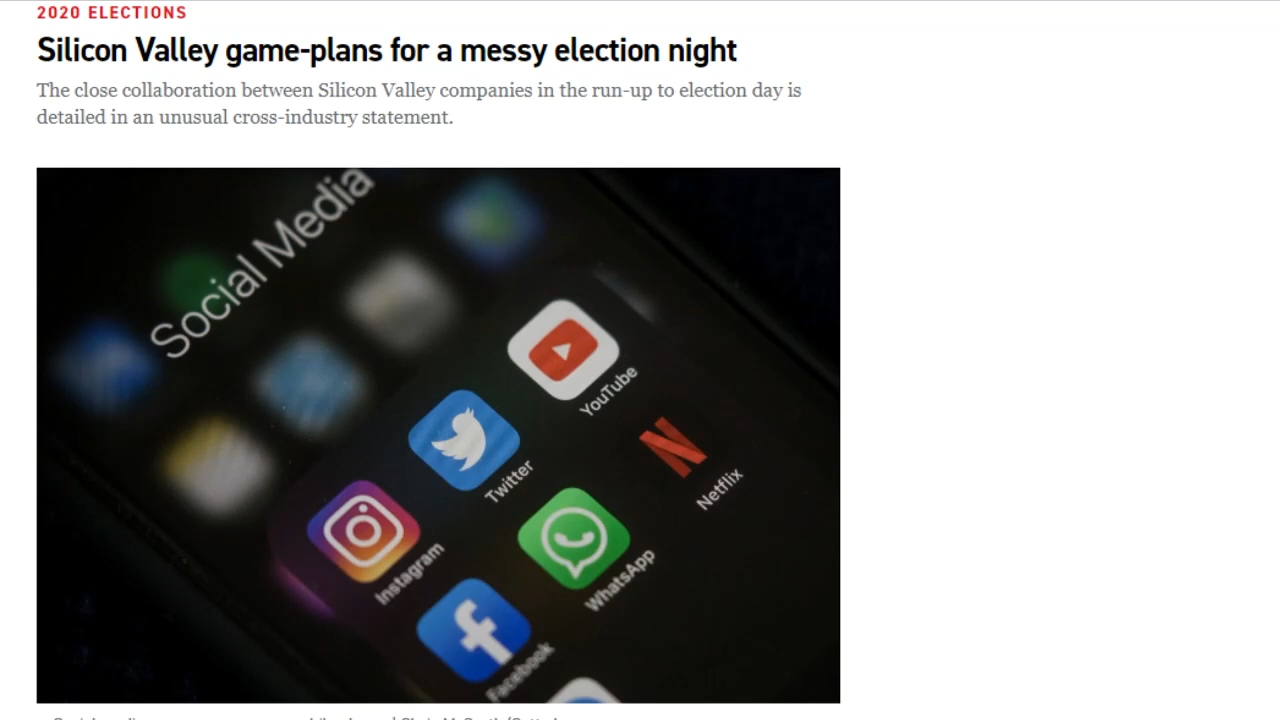 2020 ELECTIONS
Silicon Valley game-plans for a messy election night
The close collaboration between Silicon Valley companies in the run-up to election day is
detailed in an unusual cross-industry statement.
Social Media
YouTube
Twitter
Netflix
Instagram
WhatsApp
Facebook